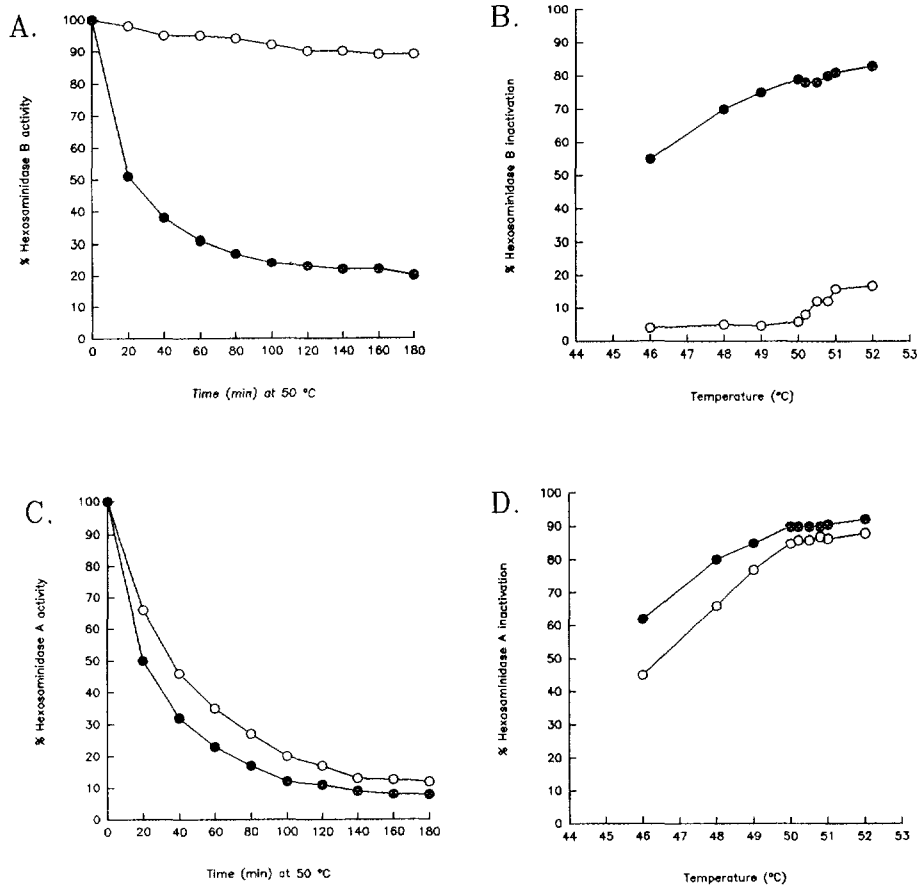 A.
% Hexosaminidase B activity
100
90
80
70
60
50
40
30
20
10
0
0 20 40 60 80 100 120 140 160 180
Time (min) at 50 °C
B.
% Hexosaminidase B inactivation
100
90
80
70
60
50
40
30
20
10
0
44 45 46 47 48 49 50 51 52 53
Temperature (°C)
C.
% Hexosaminidase A activity
100
90
80
70
60
50
40
30
20
10
0
0 20 40 60 80 100 120 140 160 180
Time (min) at 50 °C
D.
% Hexosaminidase A inactivation
100
90
80
70
60
50
40
30
20
10
0
44 45 46 47 48 49 50 51 52 53
Temperature (°C)